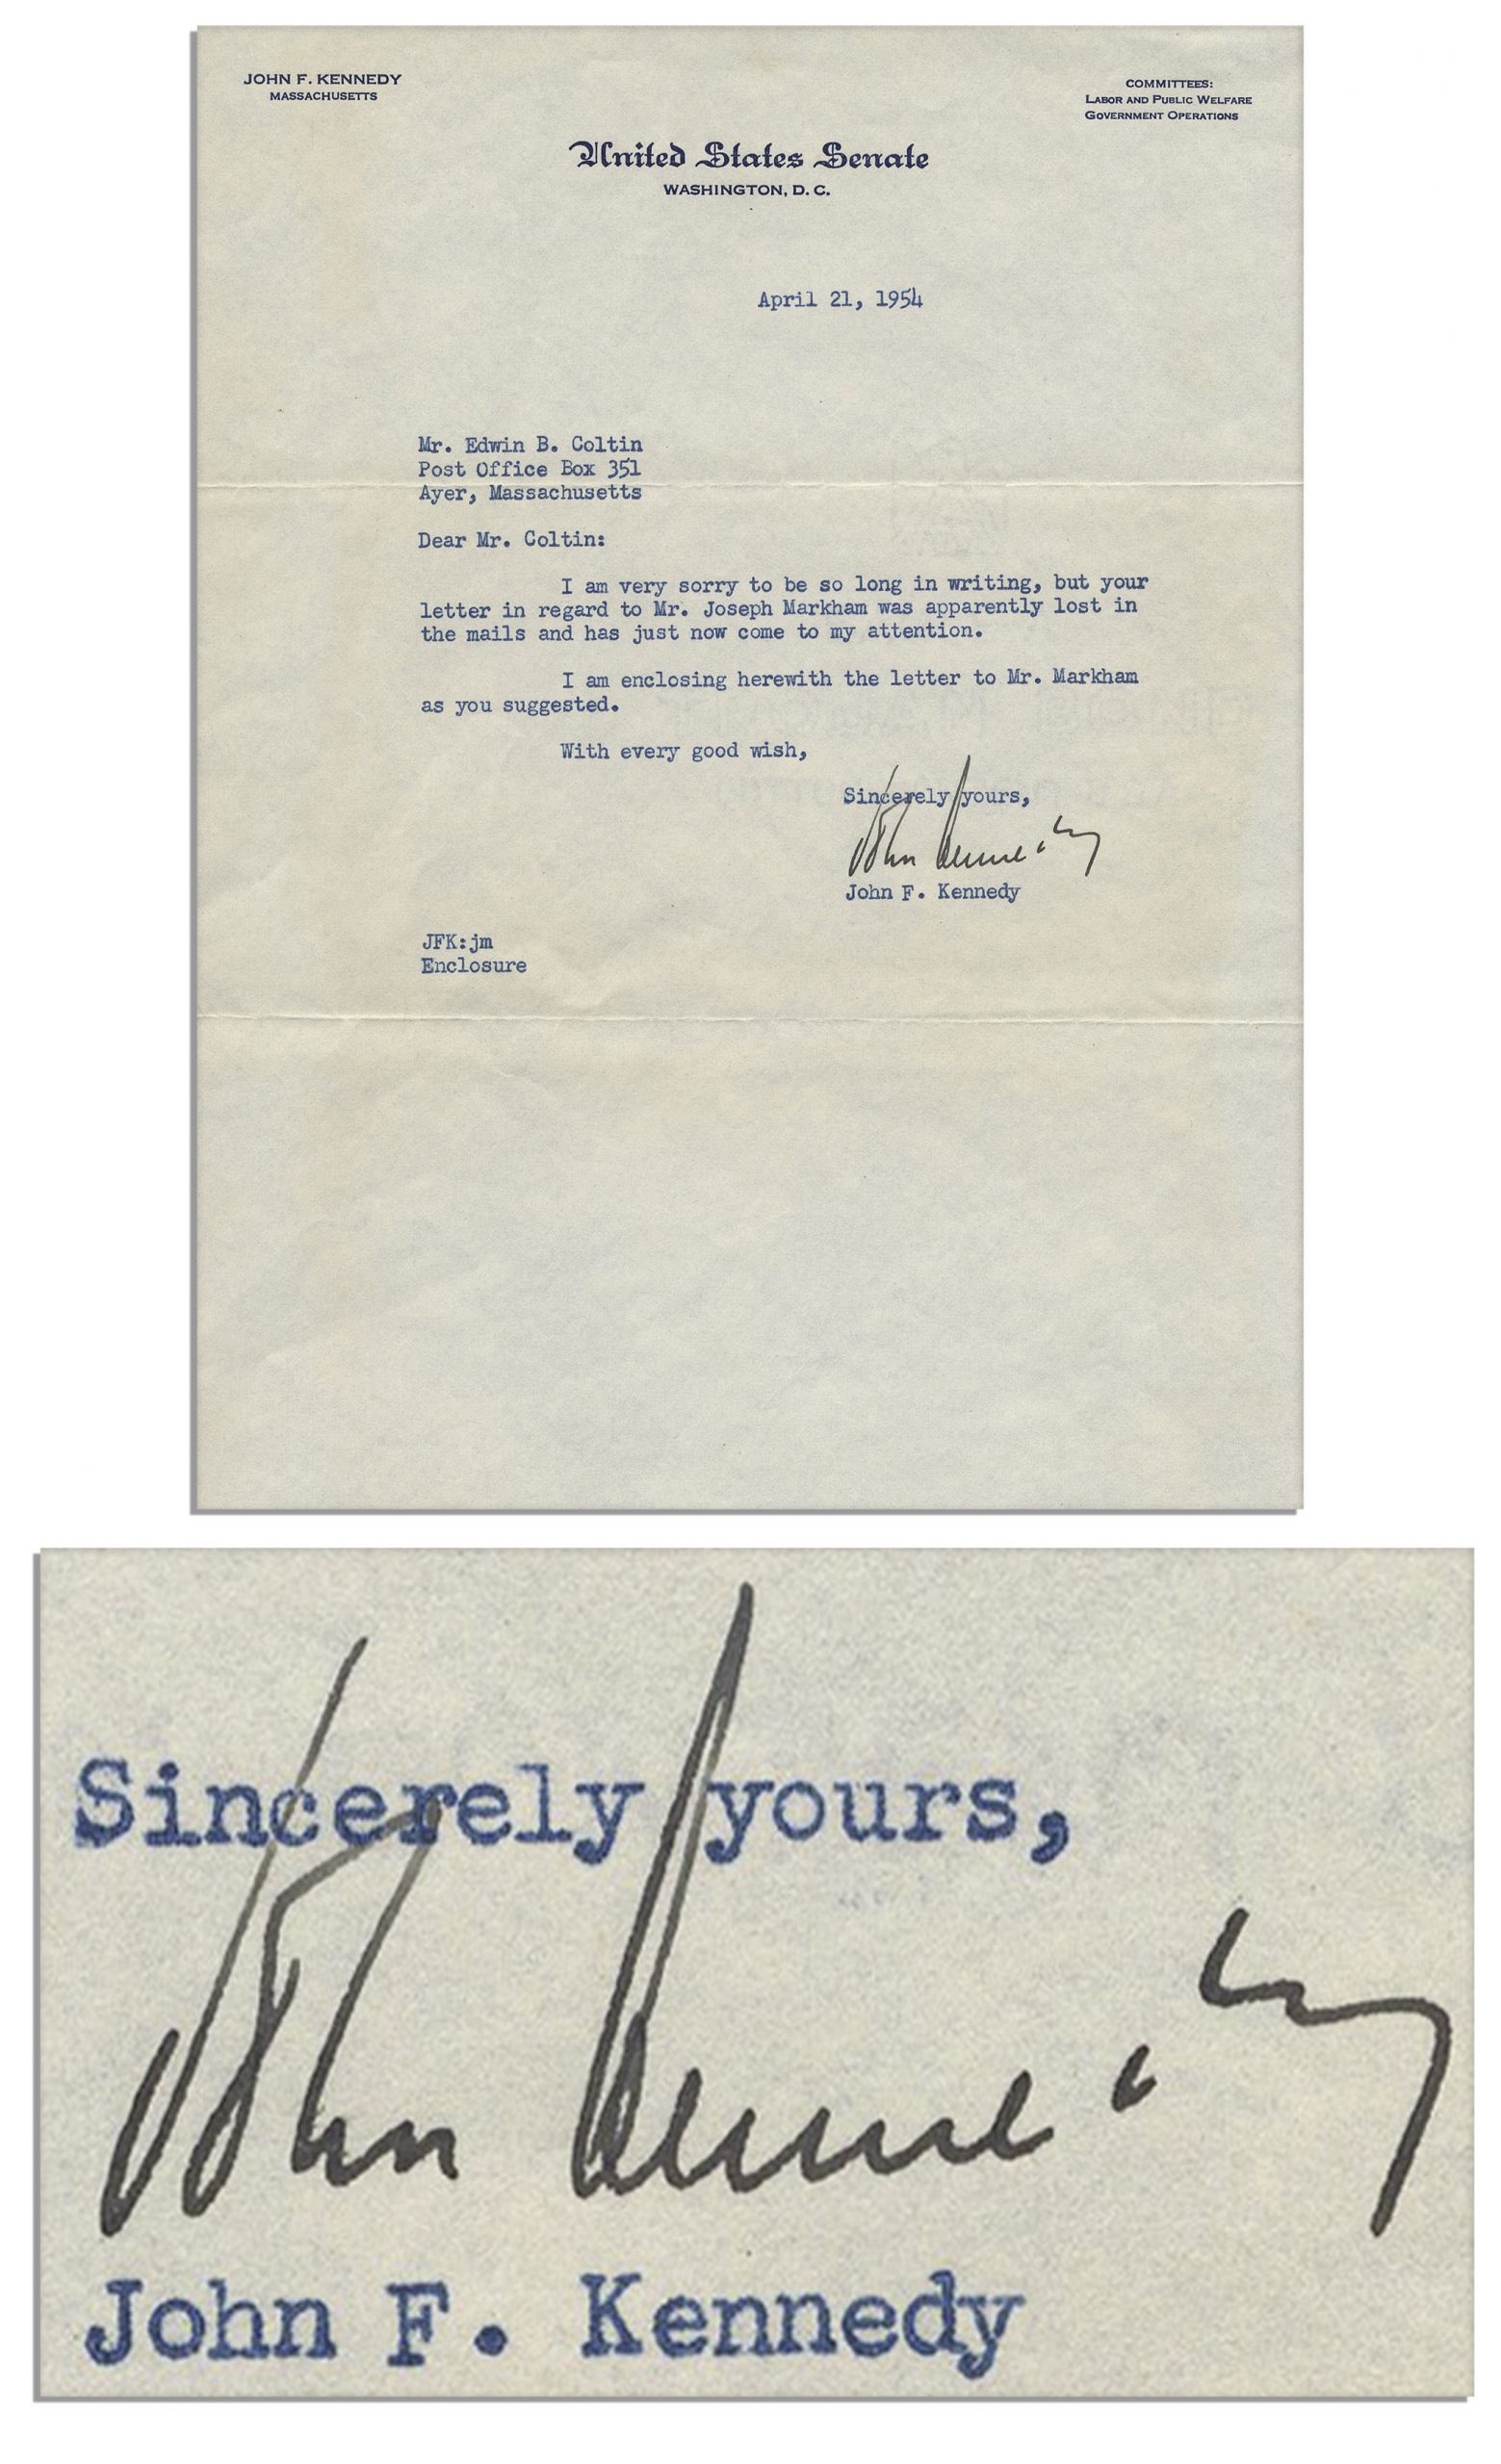 JOHN F. KENNEDY
MASSACHUSETTS
COMMITTEES:
LABOR AND PUBLIC WELFARE
GOVERNMENT OPERATIONS
United States Senate
WASHINGTON, D. C.
April 21, 1954
Mr. Edwin B. Coltin
Post Office Box 351
Ayer, Massachusetts
Dear Mr. Coltin:
I am very sorry to be so long in writing, but your
letter in regard to Mr. Joseph Markham was apparently lost in
the mails and has just now come to my attention.
I am enclosing herewith the letter to Mr. Markham
as you suggested.
With every good wish,
Sincerely yours,
John Kennedy
John F. Kennedy
JFK:jm
Enclosure
Sincerely yours,
John Kennedy
John F. Kennedy